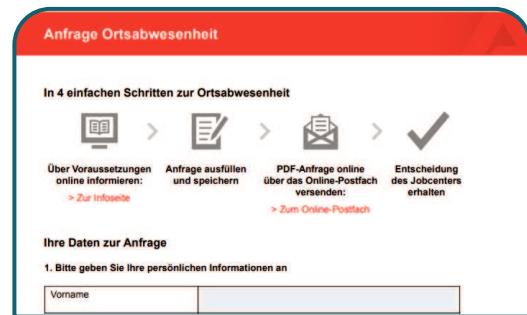 Anfrage Ortsabwesenheit
In 4 einfachen Schritten zur Ortsabwesenheit
Über Voraussetzungen
online informieren:
> Zur Infoseite
Anfrage ausfüllen
und speichern
PDF-Anfrage online
über das Online-Postfach
versenden:
> Zum Online-Postfach
Entscheidung
des Jobcenters
erhalten
Ihre Daten zur Anfrage
1. Bitte geben Sie Ihre persönlichen Informationen an
Vorname